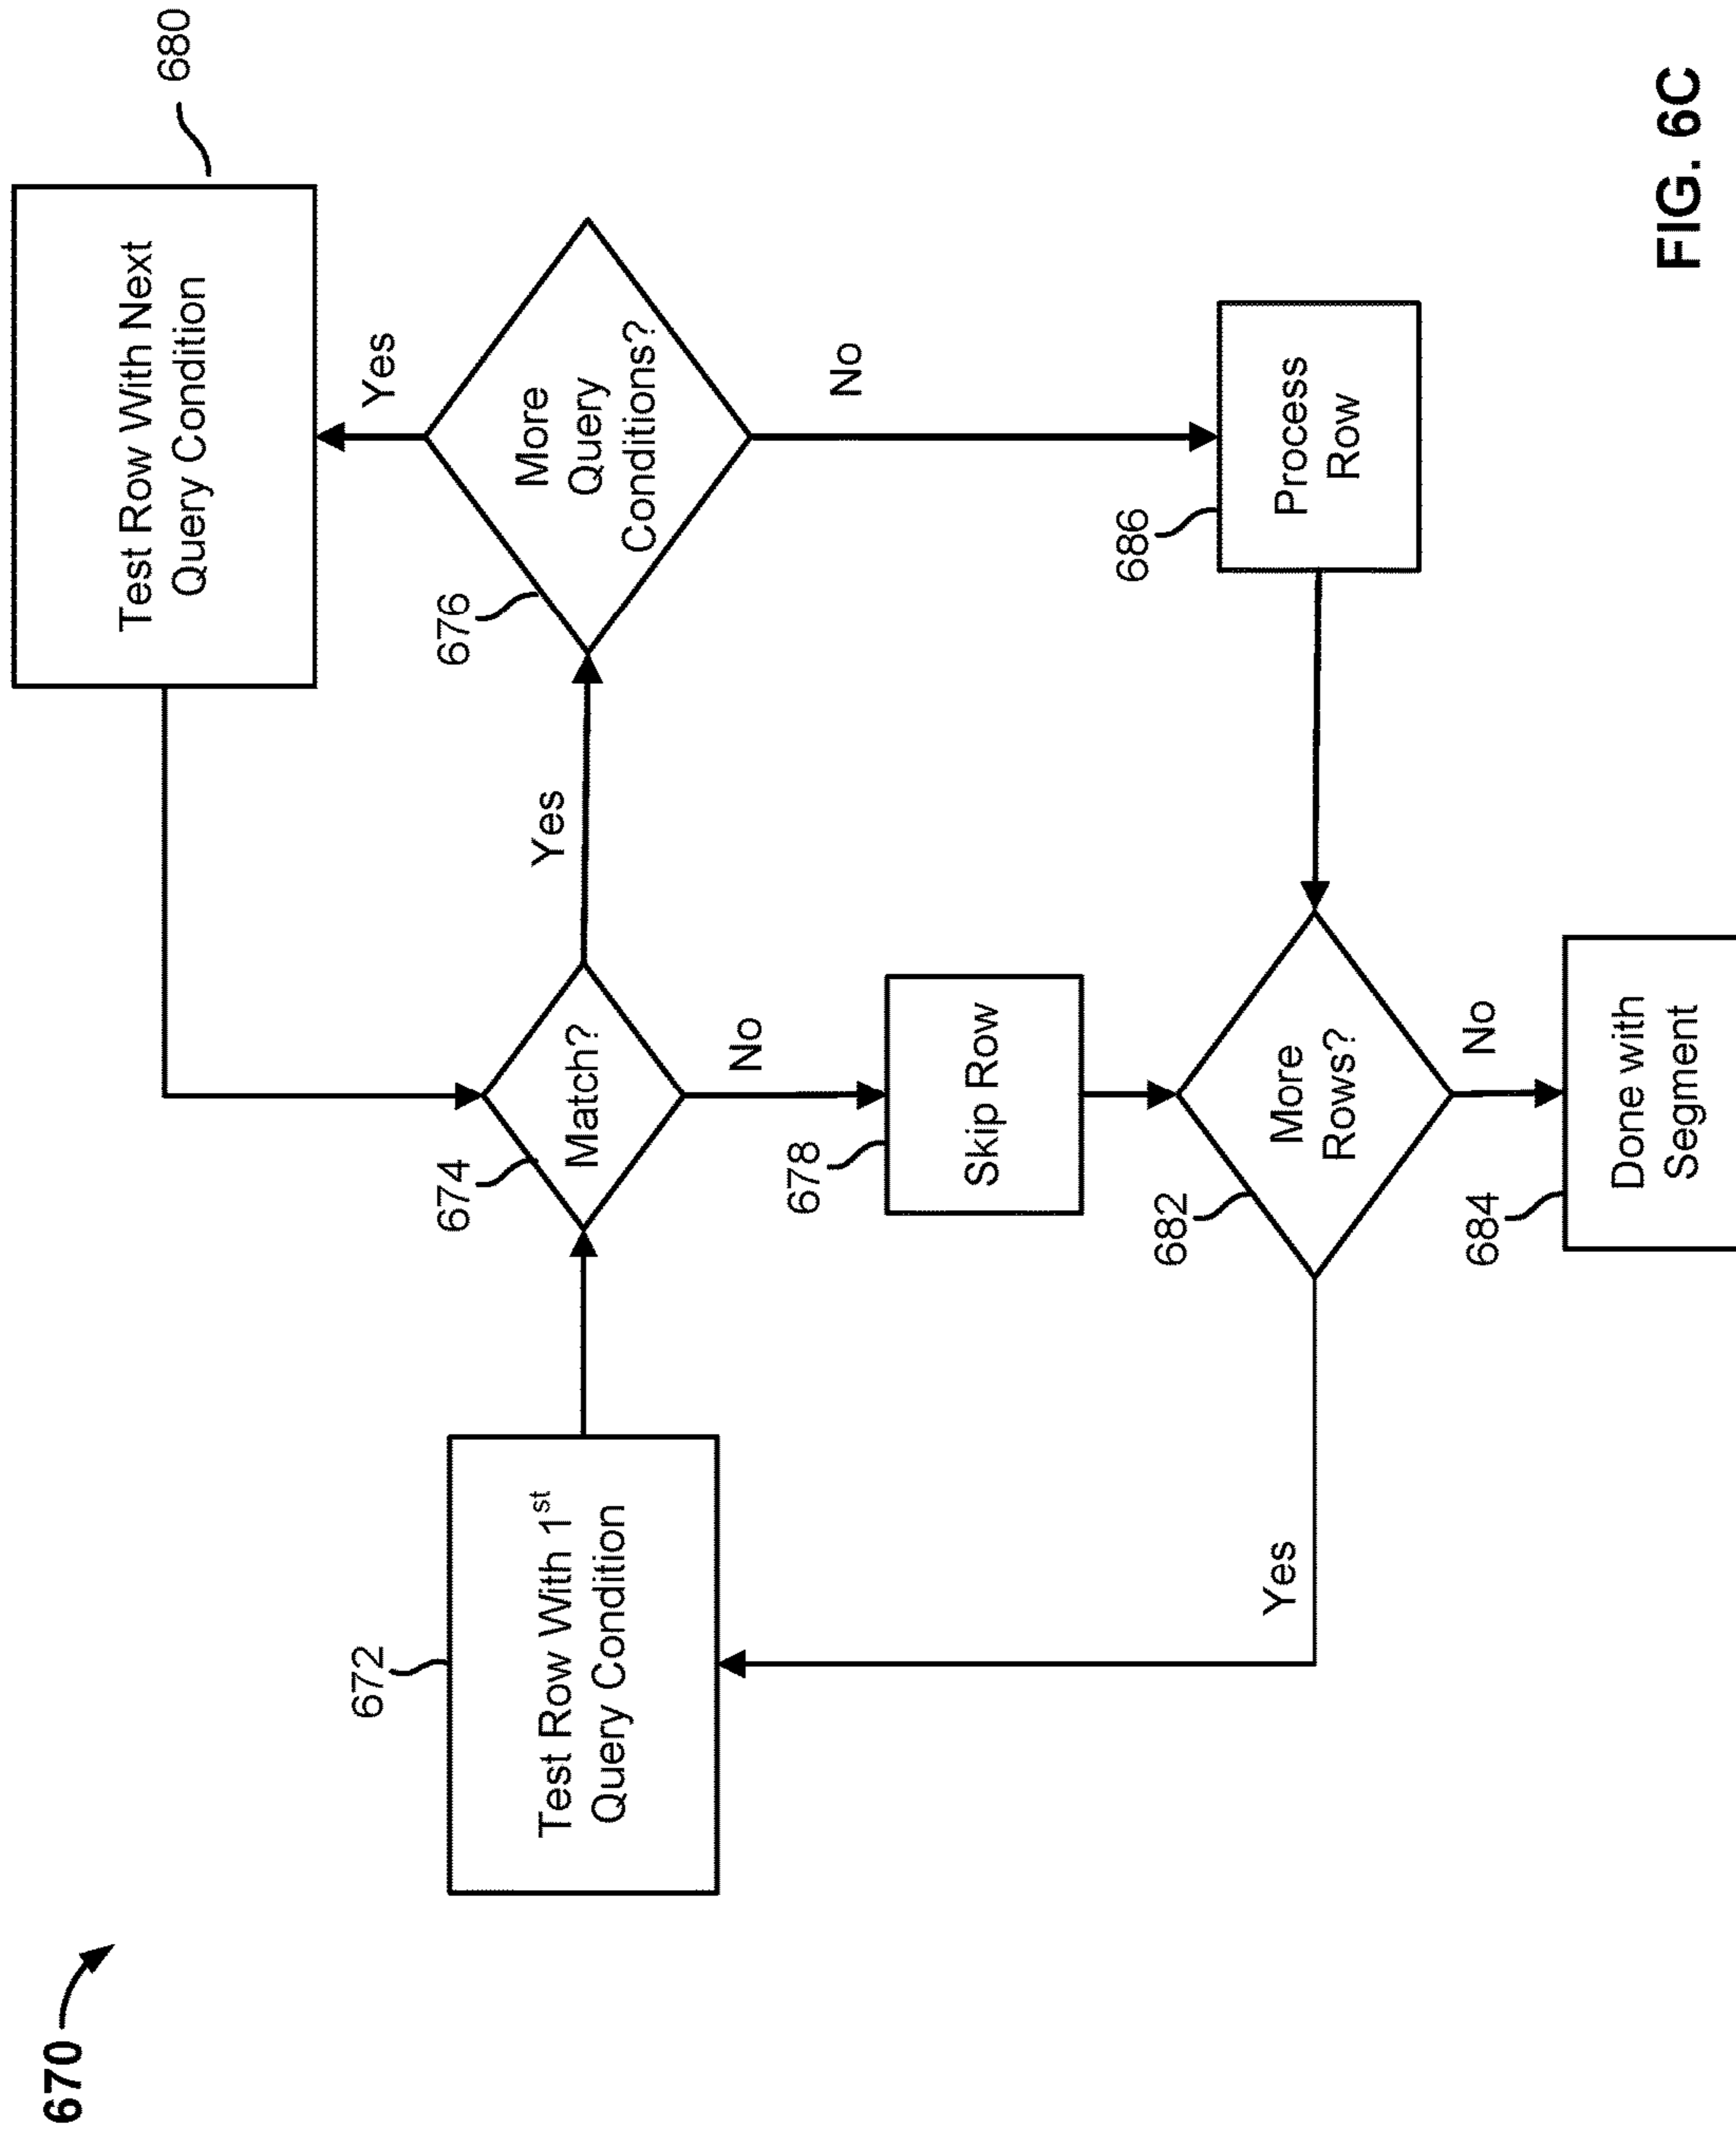 670
672
Test Row With 1st
Query Condition
674
Match?
Yes
No
676
More
Query
Conditions?
Yes
No
680
Test Row With Next
Query Condition
678
Skip Row
682
More
Rows?
Yes
No
686
Process
Row
684
Done with
Segment
FIG. 6C